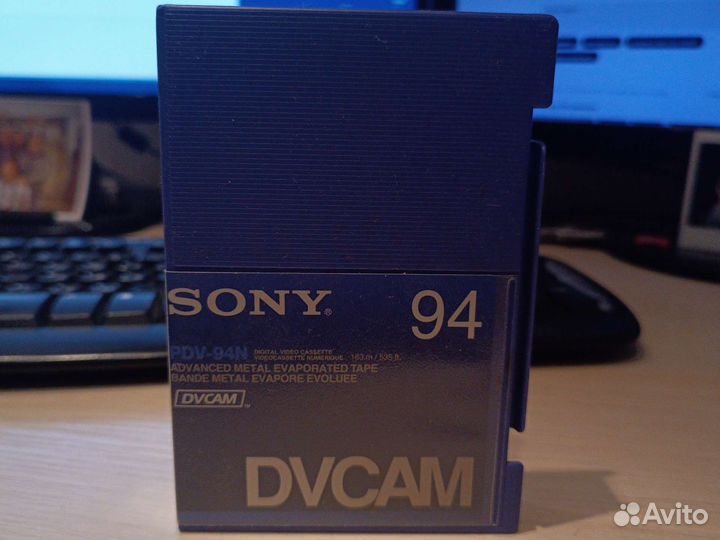 SONY® 94
PDV-94N DIGITAL VIDEO CASSETTE
VIDEOCASSETTE NUMERIQUE 163 m / 535 ft.
ADVANCED METAL EVAPORATED TAPE
BANDE METAL EVAPORE EVOLUEE
DVCAM™
DVCAM
Avito